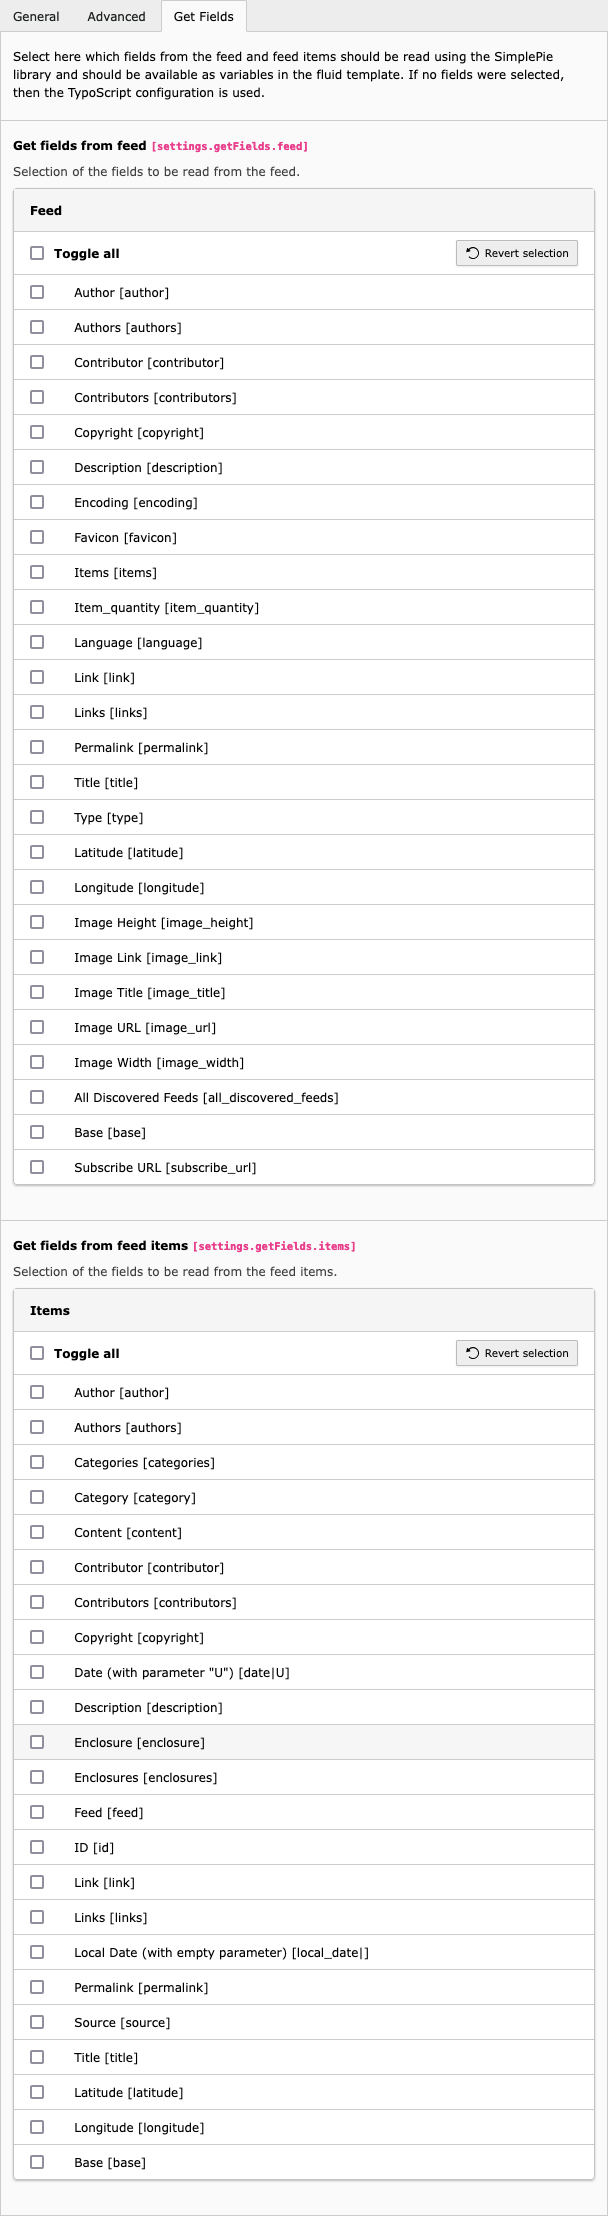 General Advanced Get Fields
Select here which fields from the feed and feed items should be read using the SimplePie
library and should be available as variables in the fluid template. If no fields were selected,
then the TypoScript configuration is used.
Get fields from feed [settings.getFields.feed]
Selection of the fields to be read from the feed.
Feed
Toggle all Revert selection
Author [author]
Authors [authors]
Contributor [contributor]
Contributors [contributors]
Copyright [copyright]
Description [description]
Encoding [encoding]
Favicon [favicon]
Items [items]
Item_quantity [item_quantity]
Language [language]
Link [link]
Links [links]
Permalink [permalink]
Title [title]
Type [type]
Latitude [latitude]
Longitude [longitude]
Image Height [image_height]
Image Link [image_link]
Image Title [image_title]
Image URL [image_url]
Image Width [image_width]
All Discovered Feeds [all_discovered_feeds]
Base [base]
Subscribe URL [subscribe_url]
Get fields from feed items [settings.getFields.items]
Selection of the fields to be read from the feed items.
Items
Toggle all Revert selection
Author [author]
Authors [authors]
Categories [categories]
Category [category]
Content [content]
Contributor [contributor]
Contributors [contributors]
Copyright [copyright]
Date (with parameter "U") [date|U]
Description [description]
Enclosure [enclosure]
Enclosures [enclosures]
Feed [feed]
ID [id]
Link [link]
Links [links]
Local Date (with empty parameter) [local_date|]
Permalink [permalink]
Source [source]
Title [title]
Latitude [latitude]
Longitude [longitude]
Base [base]